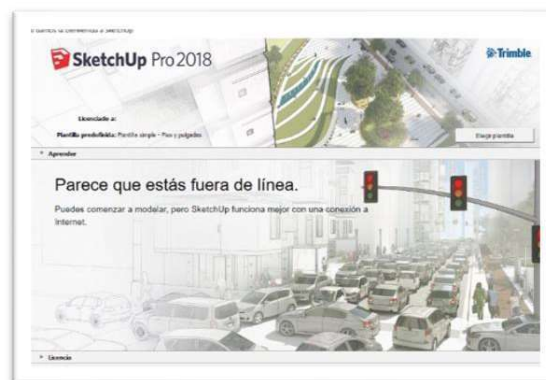 SketchUp Pro 2018
Trimble
Licenciado a:
Plantilla predefinida: Plantilla simple – Pies y pulgadas
Elegir plantilla
Aprender
Parece que estás fuera de línea.
Puedes comenzar a modelar, pero SketchUp funciona mejor con una conexión a
Internet.
Licencia